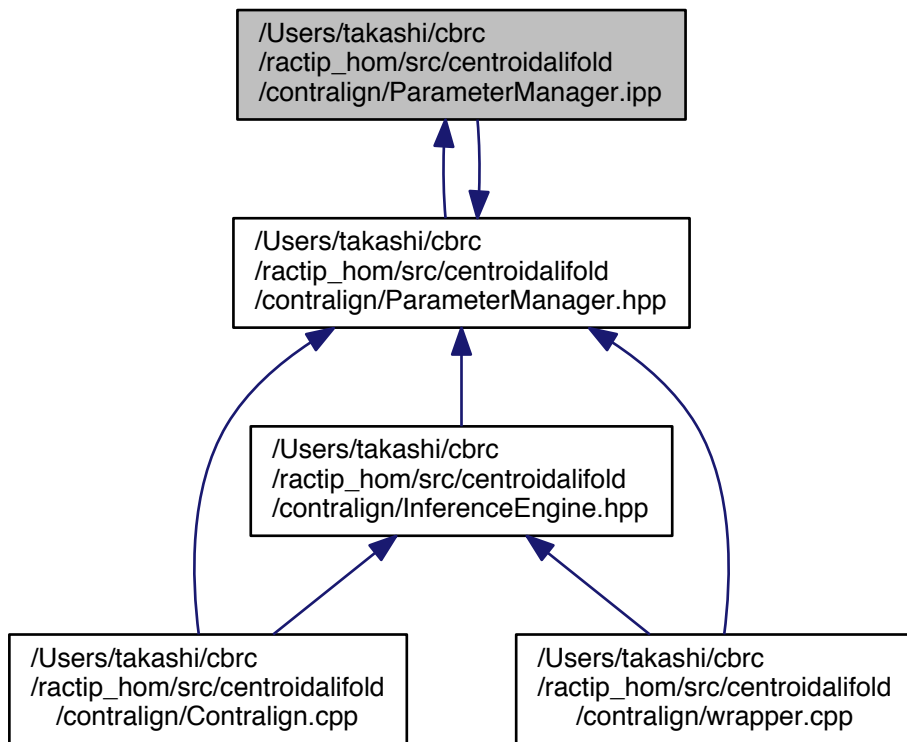 /Users/takashi/cbrc
/ractip_hom/src/centroidalifold
/contralign/ParameterManager.ipp
/Users/takashi/cbrc
/ractip_hom/src/centroidalifold
/contralign/ParameterManager.hpp
/Users/takashi/cbrc
/ractip_hom/src/centroidalifold
/contralign/InferenceEngine.hpp
/Users/takashi/cbrc
/ractip_hom/src/centroidalifold
/contralign/Contralign.cpp
/Users/takashi/cbrc
/ractip_hom/src/centroidalifold
/contralign/wrapper.cpp